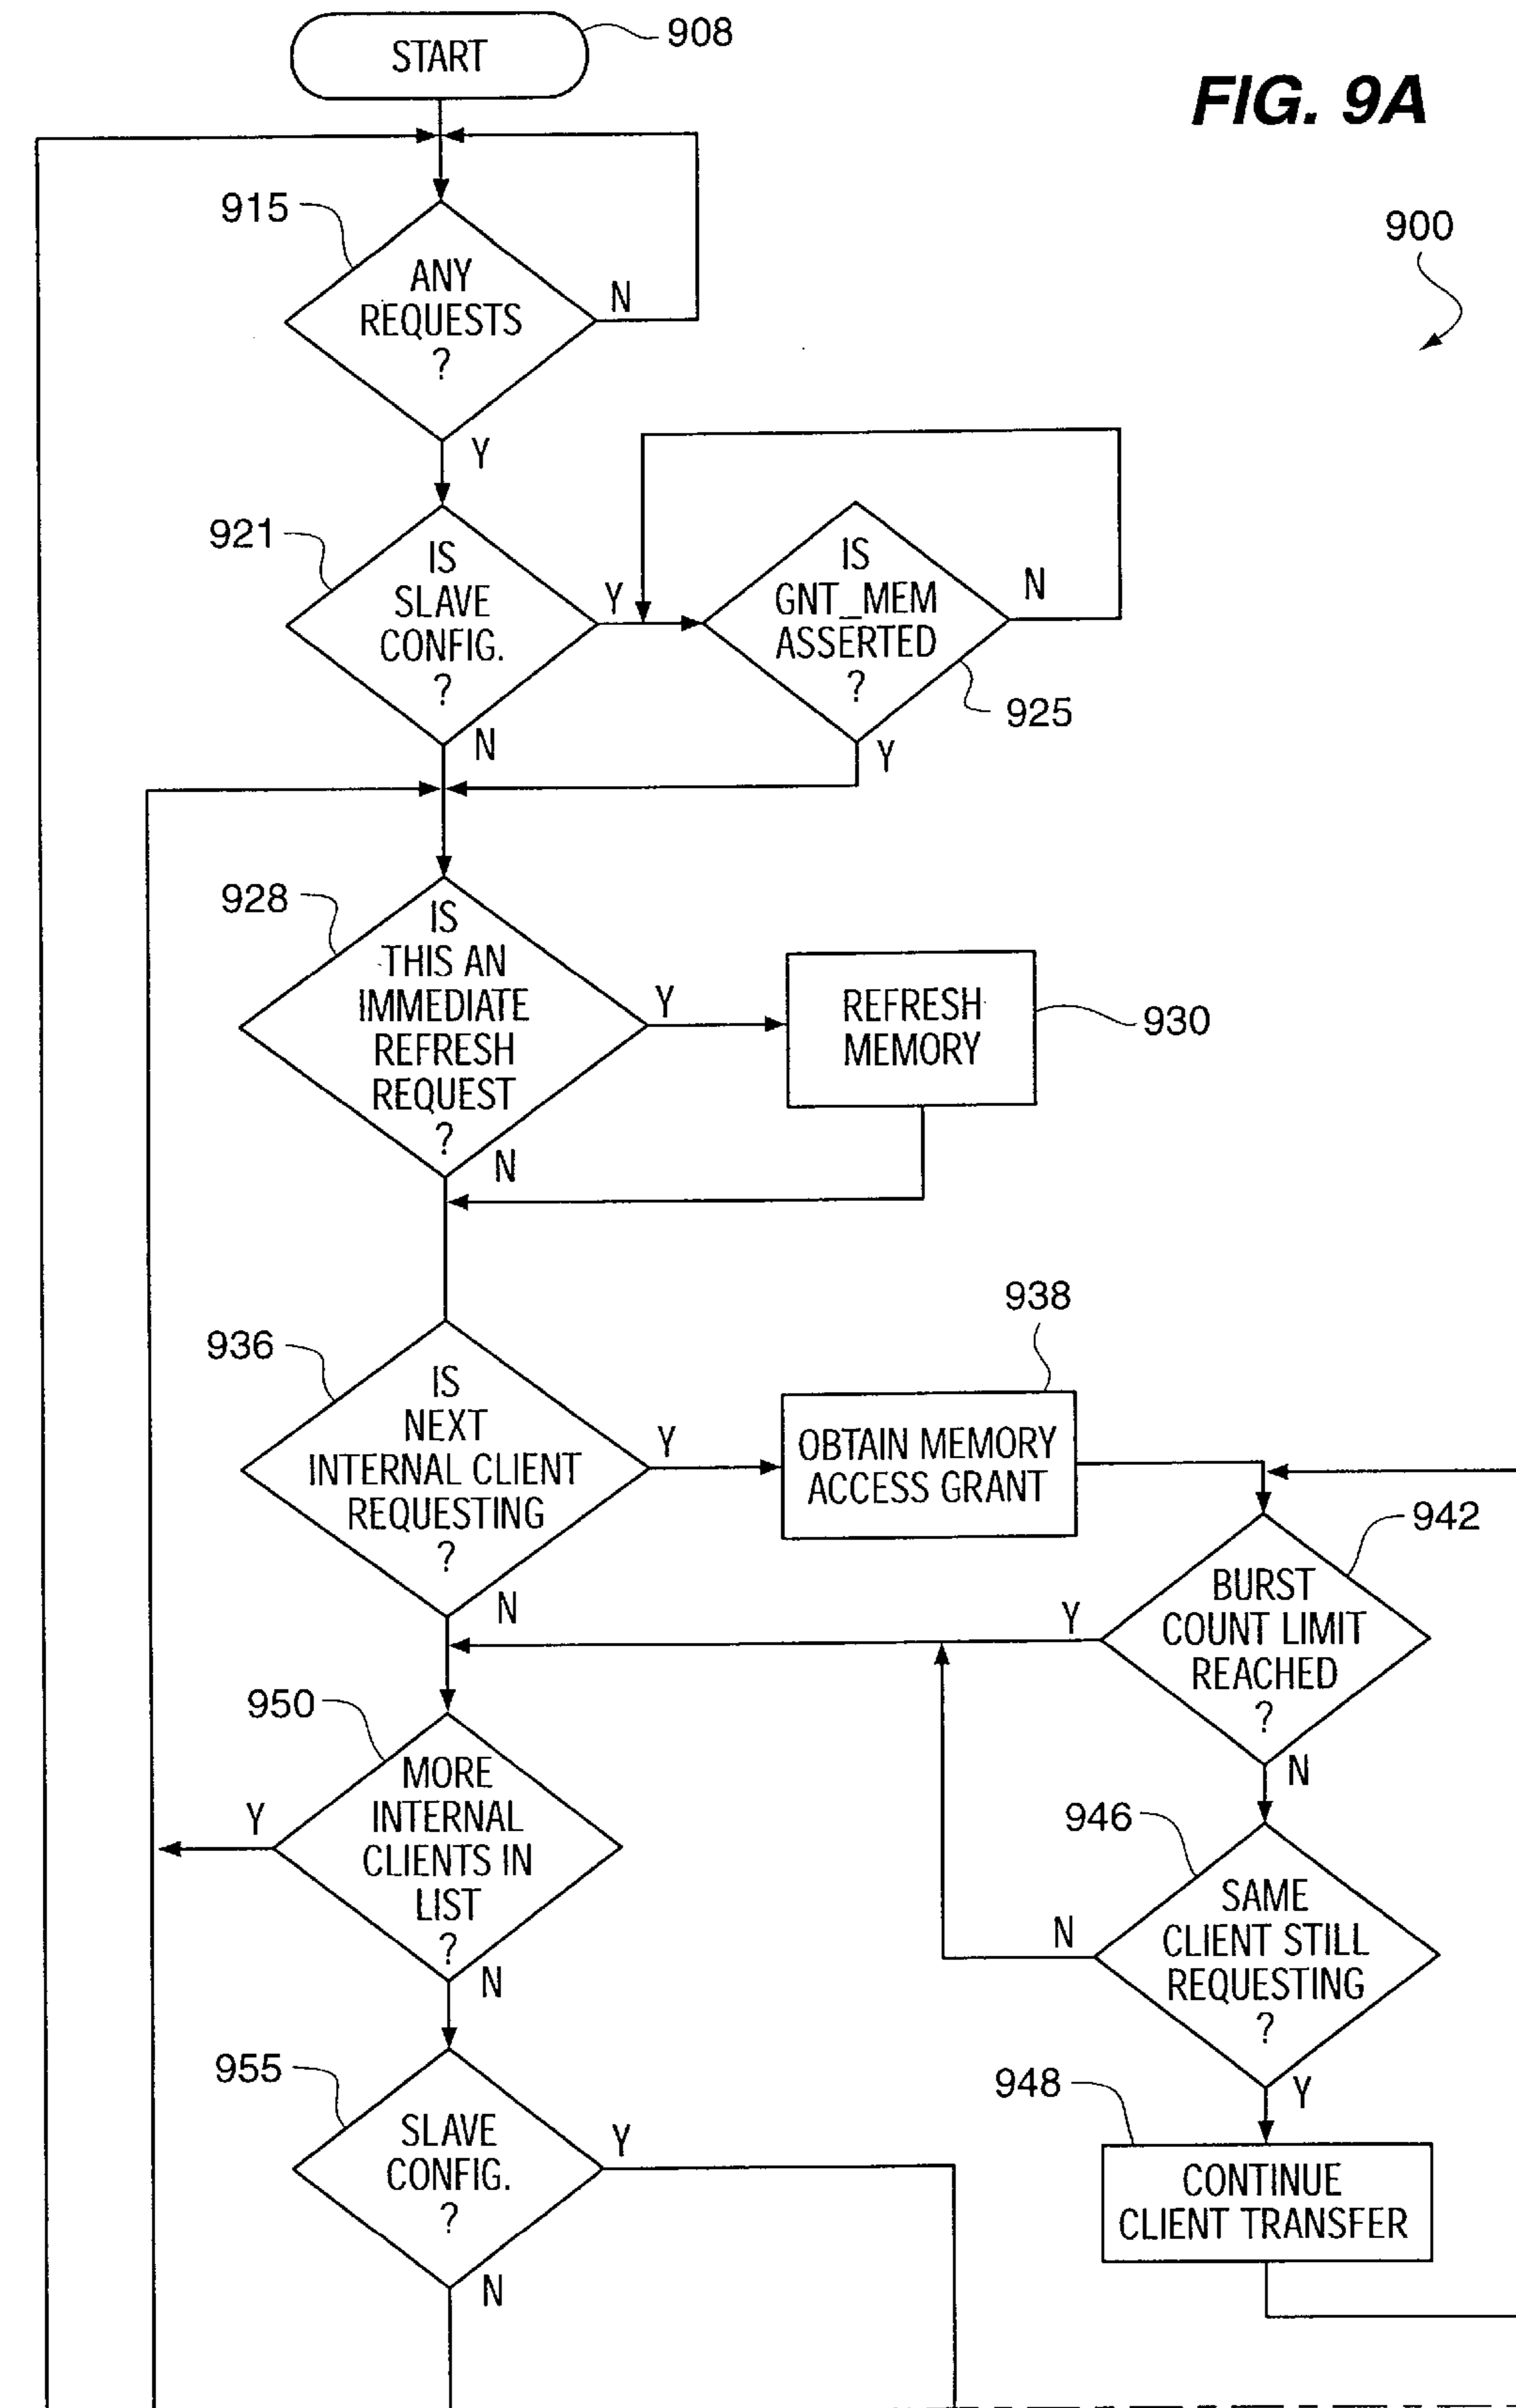 START
908
FIG. 9A
900
915
ANY
REQUESTS
?
N
Y
921
IS
SLAVE
CONFIG.
?
Y
N
IS
GNT_MEM
ASSERTED
?
N
925
Y
928
IS
THIS AN
IMMEDIATE
REFRESH
REQUEST
?
Y
N
REFRESH
MEMORY
930
936
IS
NEXT
INTERNAL CLIENT
REQUESTING
?
Y
N
938
OBTAIN MEMORY
ACCESS GRANT
942
BURST
COUNT LIMIT
REACHED
?
Y
N
946
SAME
CLIENT STILL
REQUESTING
?
N
Y
948
CONTINUE
CLIENT TRANSFER
950
MORE
INTERNAL
CLIENTS IN
LIST
?
Y
N
955
SLAVE
CONFIG.
?
Y
N